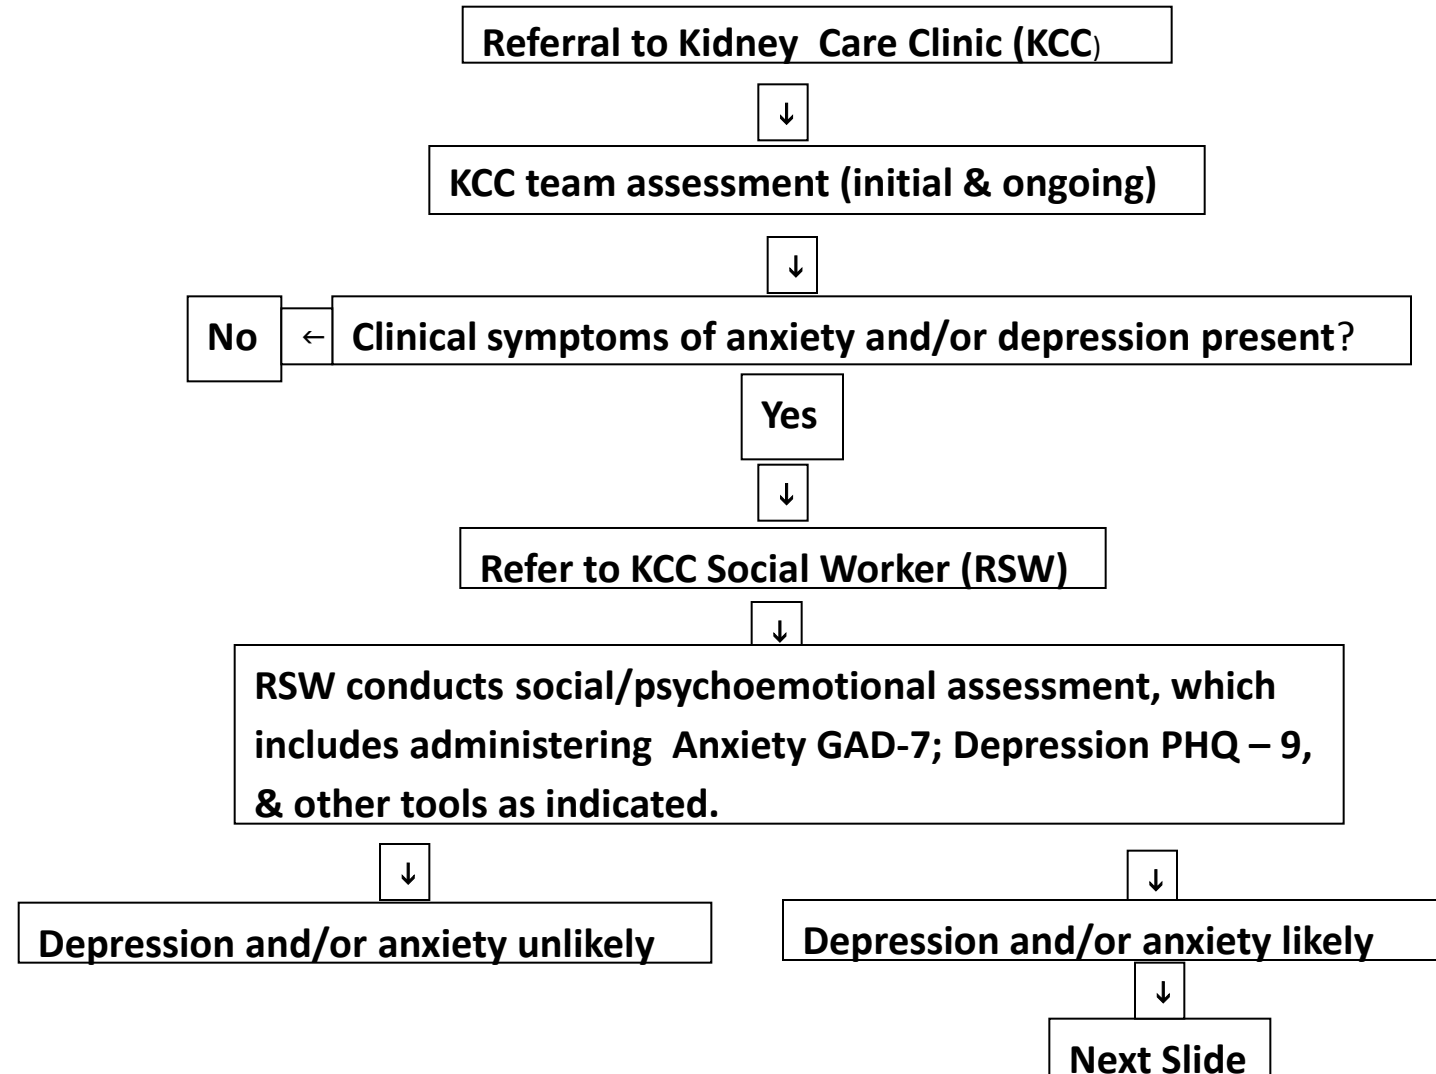 Referral to Kidney Care Clinic (KCC)
↓
KCC team assessment (initial & ongoing)
↓
No ← Clinical symptoms of anxiety and/or depression present?
Yes
↓
Refer to KCC Social Worker (RSW)
↓
RSW conducts social/psychoemotional assessment, which
includes administering Anxiety GAD-7; Depression PHQ – 9,
& other tools as indicated.
↓ ↓
Depression and/or anxiety unlikely
Depression and/or anxiety likely
↓
Next Slide